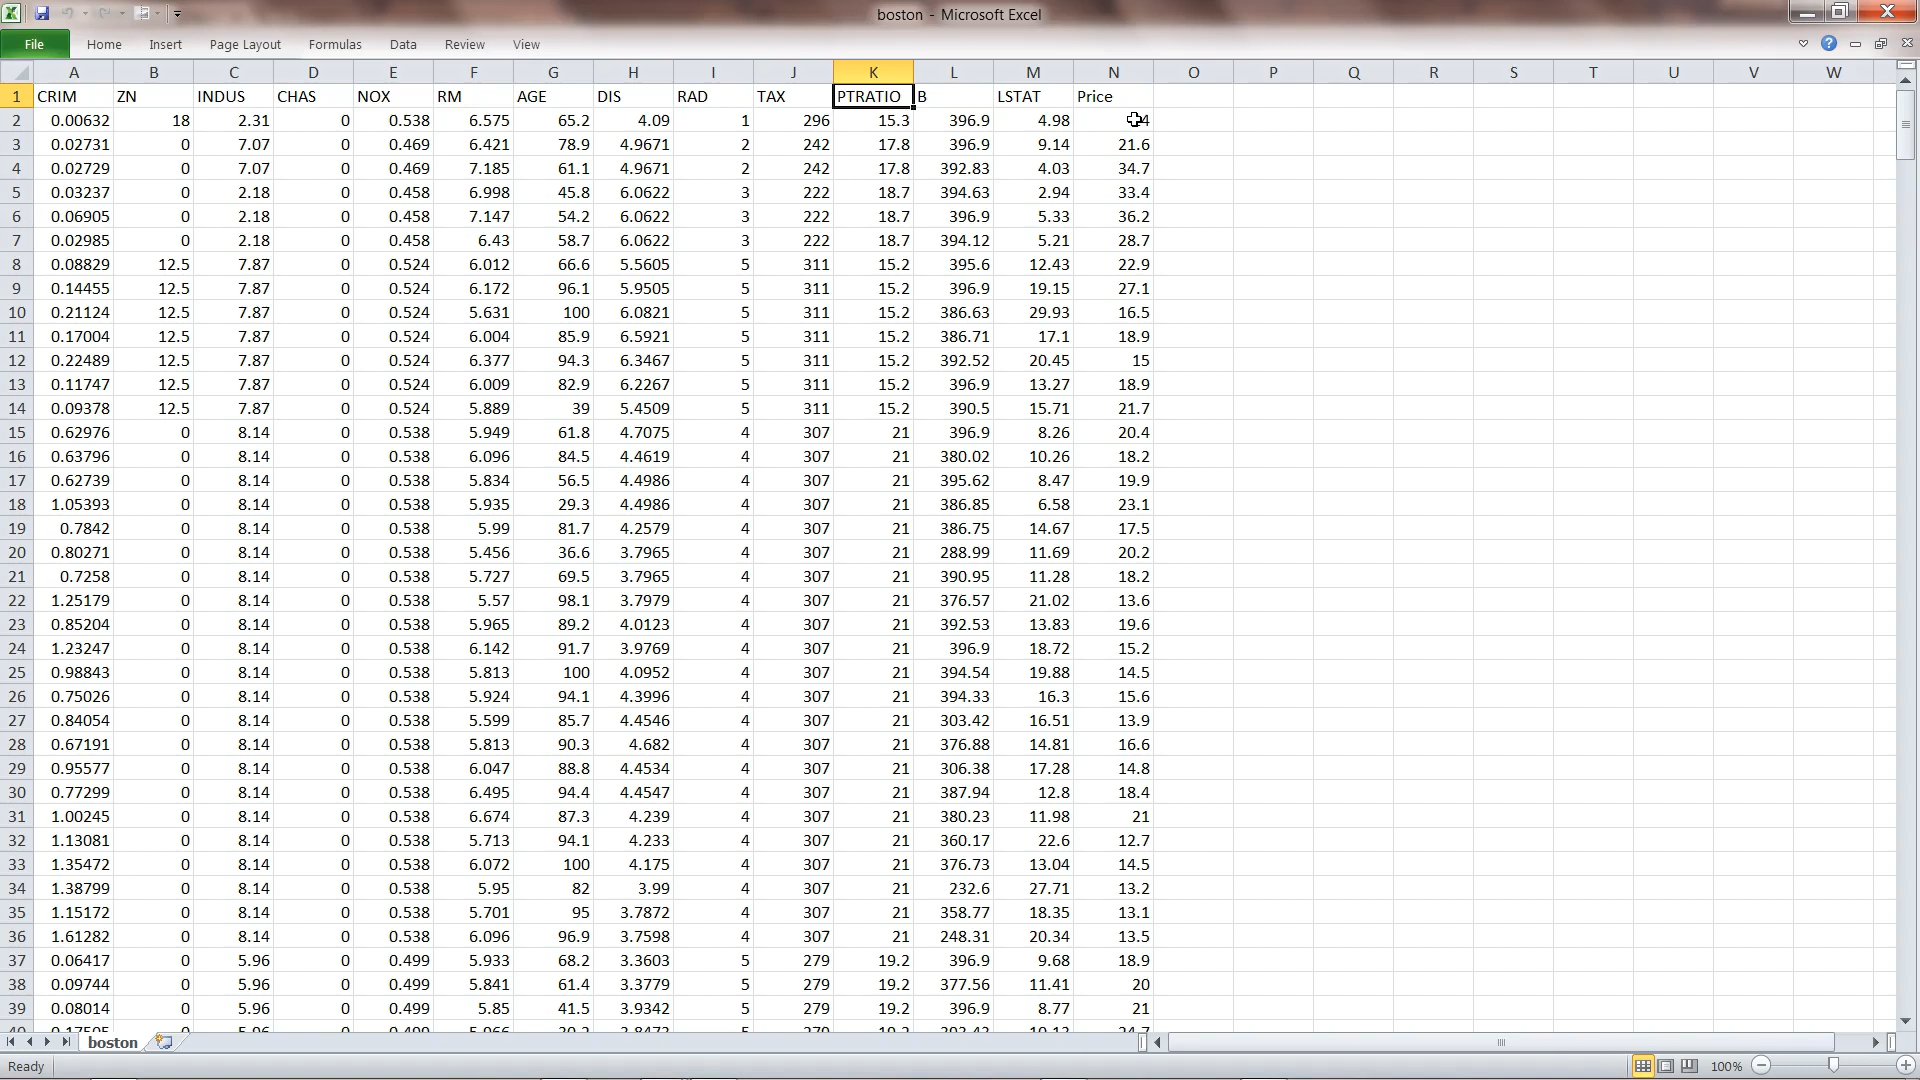 boston - Microsoft Excel
File Home Insert Page Layout Formulas Data Review View
A B C D E F G H I J K L M N O P Q R S T U V W
1 CRIM ZN INDUS CHAS NOX RM AGE DIS RAD TAX PTRATIO B LSTAT Price
2 0.00632 18 2.31 0 0.538 6.575 65.2 4.09 1 296 15.3 396.9 4.98
3 0.02731 0 7.07 0 0.469 6.421 78.9 4.9671 2 242 17.8 396.9 9.14 21.6
4 0.02729 0 7.07 0 0.469 7.185 61.1 4.9671 2 242 17.8 392.83 4.03 34.7
5 0.03237 0 2.18 0 0.458 6.998 45.8 6.0622 3 222 18.7 394.63 2.94 33.4
6 0.06905 0 2.18 0 0.458 7.147 54.2 6.0622 3 222 18.7 396.9 5.33 36.2
7 0.02985 0 2.18 0 0.458 6.43 58.7 6.0622 3 222 18.7 394.12 5.21 28.7
8 0.08829 12.5 7.87 0 0.524 6.012 66.6 5.5605 5 311 15.2 395.6 12.43 22.9
9 0.14455 12.5 7.87 0 0.524 6.172 96.1 5.9505 5 311 15.2 396.9 19.15 27.1
10 0.21124 12.5 7.87 0 0.524 5.631 100 6.0821 5 311 15.2 386.63 29.93 16.5
11 0.17004 12.5 7.87 0 0.524 6.004 85.9 6.5921 5 311 15.2 386.71 17.1 18.9
12 0.22489 12.5 7.87 0 0.524 6.377 94.3 6.3467 5 311 15.2 392.52 20.45 15
13 0.11747 12.5 7.87 0 0.524 6.009 82.9 6.2267 5 311 15.2 396.9 13.27 18.9
14 0.09378 12.5 7.87 0 0.524 5.889 39 5.4509 5 311 15.2 390.5 15.71 21.7
15 0.62976 0 8.14 0 0.538 5.949 61.8 4.7075 4 307 21 396.9 8.26 20.4
16 0.63796 0 8.14 0 0.538 6.096 84.5 4.4619 4 307 21 380.02 10.26 18.2
17 0.62739 0 8.14 0 0.538 5.834 56.5 4.4986 4 307 21 395.62 8.47 19.9
18 1.05393 0 8.14 0 0.538 5.935 29.3 4.4986 4 307 21 386.85 6.58 23.1
19 0.7842 0 8.14 0 0.538 5.99 81.7 4.2579 4 307 21 386.75 14.67 17.5
20 0.80271 0 8.14 0 0.538 5.456 36.6 3.7965 4 307 21 288.99 11.69 20.2
21 0.7258 0 8.14 0 0.538 5.727 69.5 3.7965 4 307 21 390.95 11.28 18.2
22 1.25179 0 8.14 0 0.538 5.57 98.1 3.7979 4 307 21 376.57 21.02 13.6
23 0.85204 0 8.14 0 0.538 5.965 89.2 4.0123 4 307 21 392.53 13.83 19.6
24 1.23247 0 8.14 0 0.538 6.142 91.7 3.9769 4 307 21 396.9 18.72 15.2
25 0.98843 0 8.14 0 0.538 5.813 100 4.0952 4 307 21 394.54 19.88 14.5
26 0.75026 0 8.14 0 0.538 5.924 94.1 4.3996 4 307 21 394.33 16.3 15.6
27 0.84054 0 8.14 0 0.538 5.599 85.7 4.4546 4 307 21 303.42 16.51 13.9
28 0.67191 0 8.14 0 0.538 5.813 90.3 4.682 4 307 21 376.88 14.81 16.6
29 0.95577 0 8.14 0 0.538 6.047 88.8 4.4534 4 307 21 306.38 17.28 14.8
30 0.77299 0 8.14 0 0.538 6.495 94.4 4.4547 4 307 21 387.94 12.8 18.4
31 1.00245 0 8.14 0 0.538 6.674 87.3 4.239 4 307 21 380.23 11.98 21
32 1.13081 0 8.14 0 0.538 5.713 94.1 4.233 4 307 21 360.17 22.6 12.7
33 1.35472 0 8.14 0 0.538 6.072 100 4.175 4 307 21 376.73 13.04 14.5
34 1.38799 0 8.14 0 0.538 5.95 82 3.99 4 307 21 232.6 27.71 13.2
35 1.15172 0 8.14 0 0.538 5.701 95 3.7872 4 307 21 358.77 18.35 13.1
36 1.61282 0 8.14 0 0.538 6.096 96.9 3.7598 4 307 21 248.31 20.34 13.5
37 0.06417 0 5.96 0 0.499 5.933 68.2 3.3603 5 279 19.2 396.9 9.68 18.9
38 0.09744 0 5.96 0 0.499 5.841 61.4 3.3779 5 279 19.2 377.56 11.41 20
39 0.08014 0 5.96 0 0.499 5.85 41.5 3.9342 5 279 19.2 396.9 8.77 21
boston
Ready 100%